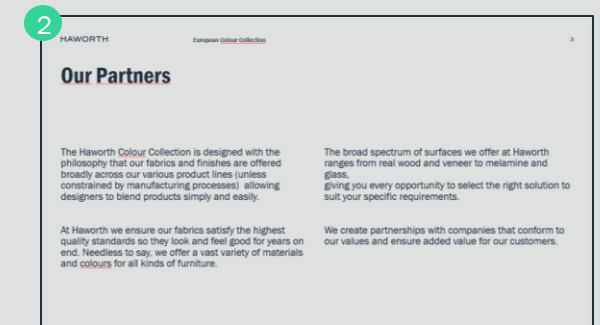 2
HAWORTH
European Colour Collection
3
Our Partners
The Haworth Colour Collection is designed with the
philosophy that our fabrics and finishes are offered
broadly across our various product lines (unless
constrained by manufacturing processes)  allowing
designers to blend products simply and easily.
At Haworth we ensure our fabrics satisfy the highest
quality standards so they look and feel good for years on
end. Needless to say, we offer a vast variety of materials
and colours for all kinds of furniture.
The broad spectrum of surfaces we offer at Haworth
ranges from real wood and veneer to melamine and
glass,
giving you every opportunity to select the right solution to
suit your specific requirements.
We create partnerships with companies that conform to
our values and ensure added value for our customers.